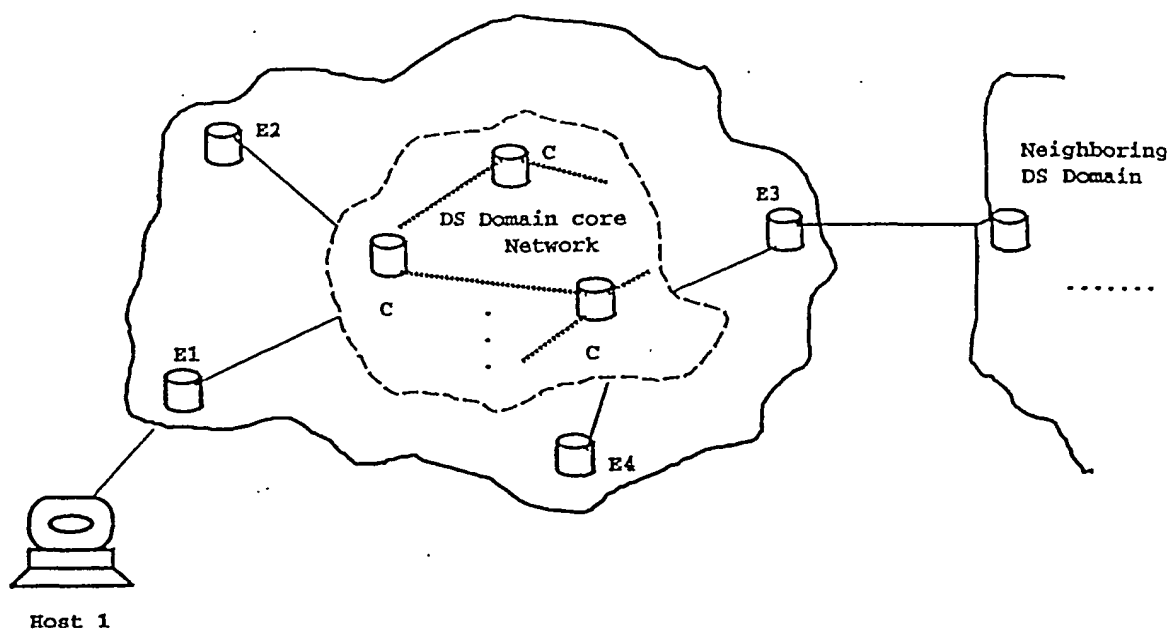 E2
C
Neighboring
DS Domain
E3
DS Domain core
Network
C
C
E1
E4
Host 1